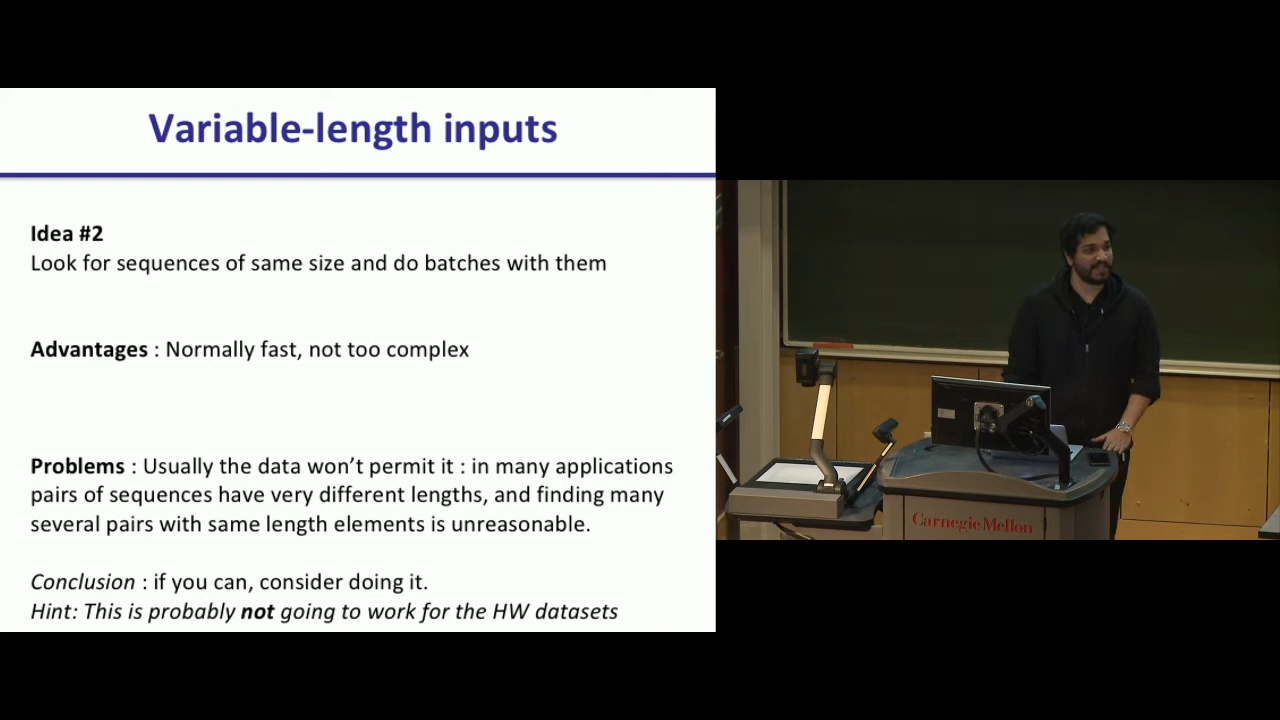 Variable-length inputs
Idea #2
Look for sequences of same size and do batches with them
Advantages : Normally fast, not too complex
Problems : Usually the data won’t permit it : in many applications
pairs of sequences have very different lengths, and finding many
several pairs with same length elements is unreasonable.
Conclusion : if you can, consider doing it.
Hint: This is probably not going to work for the HW datasets
Carnegie Mellon